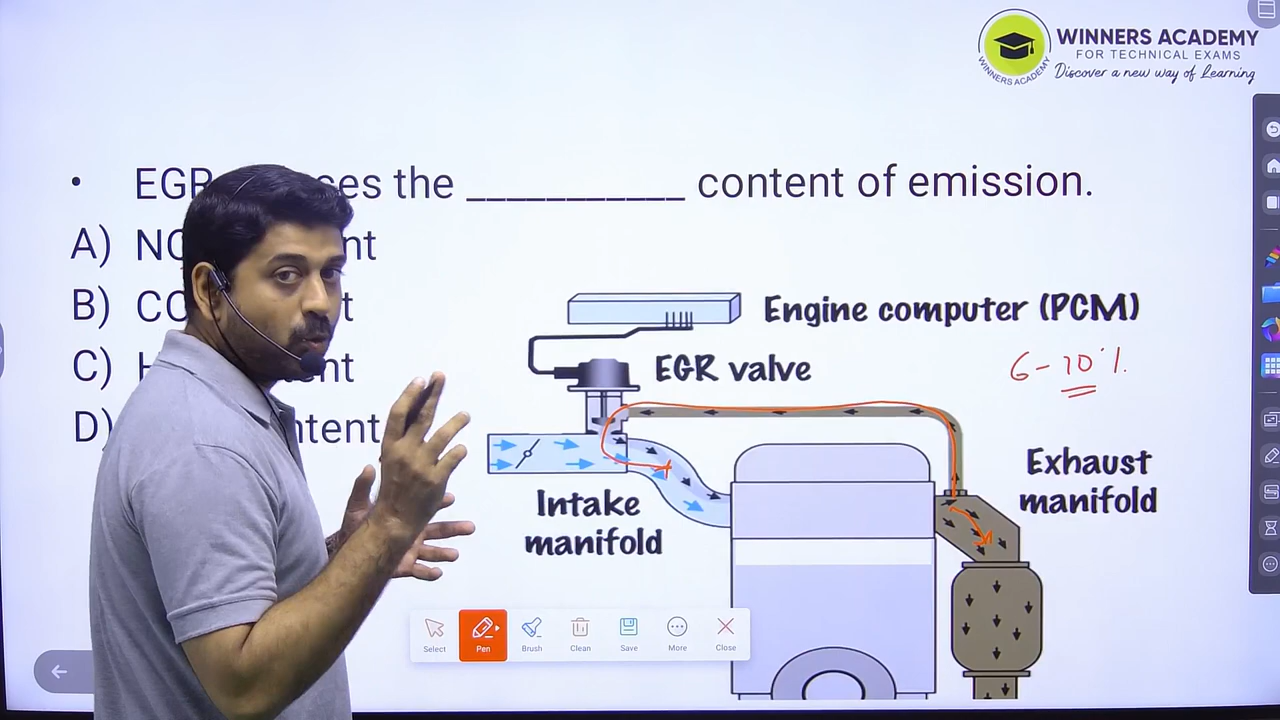 WINNERS ACADEMY
FOR TECHNICAL EXAMS
Discover a new way of Learning
WINNERS ACADEMY
• EGR ses the ___________ content of emission.
A) NO nt
B) CO t
C) H ent
D) ntent
Engine computer (PCM)
EGR valve
6-10%.
Exhaust
manifold
Intake
manifold
Select
Pen
Brush
Clean
Save
More
Close